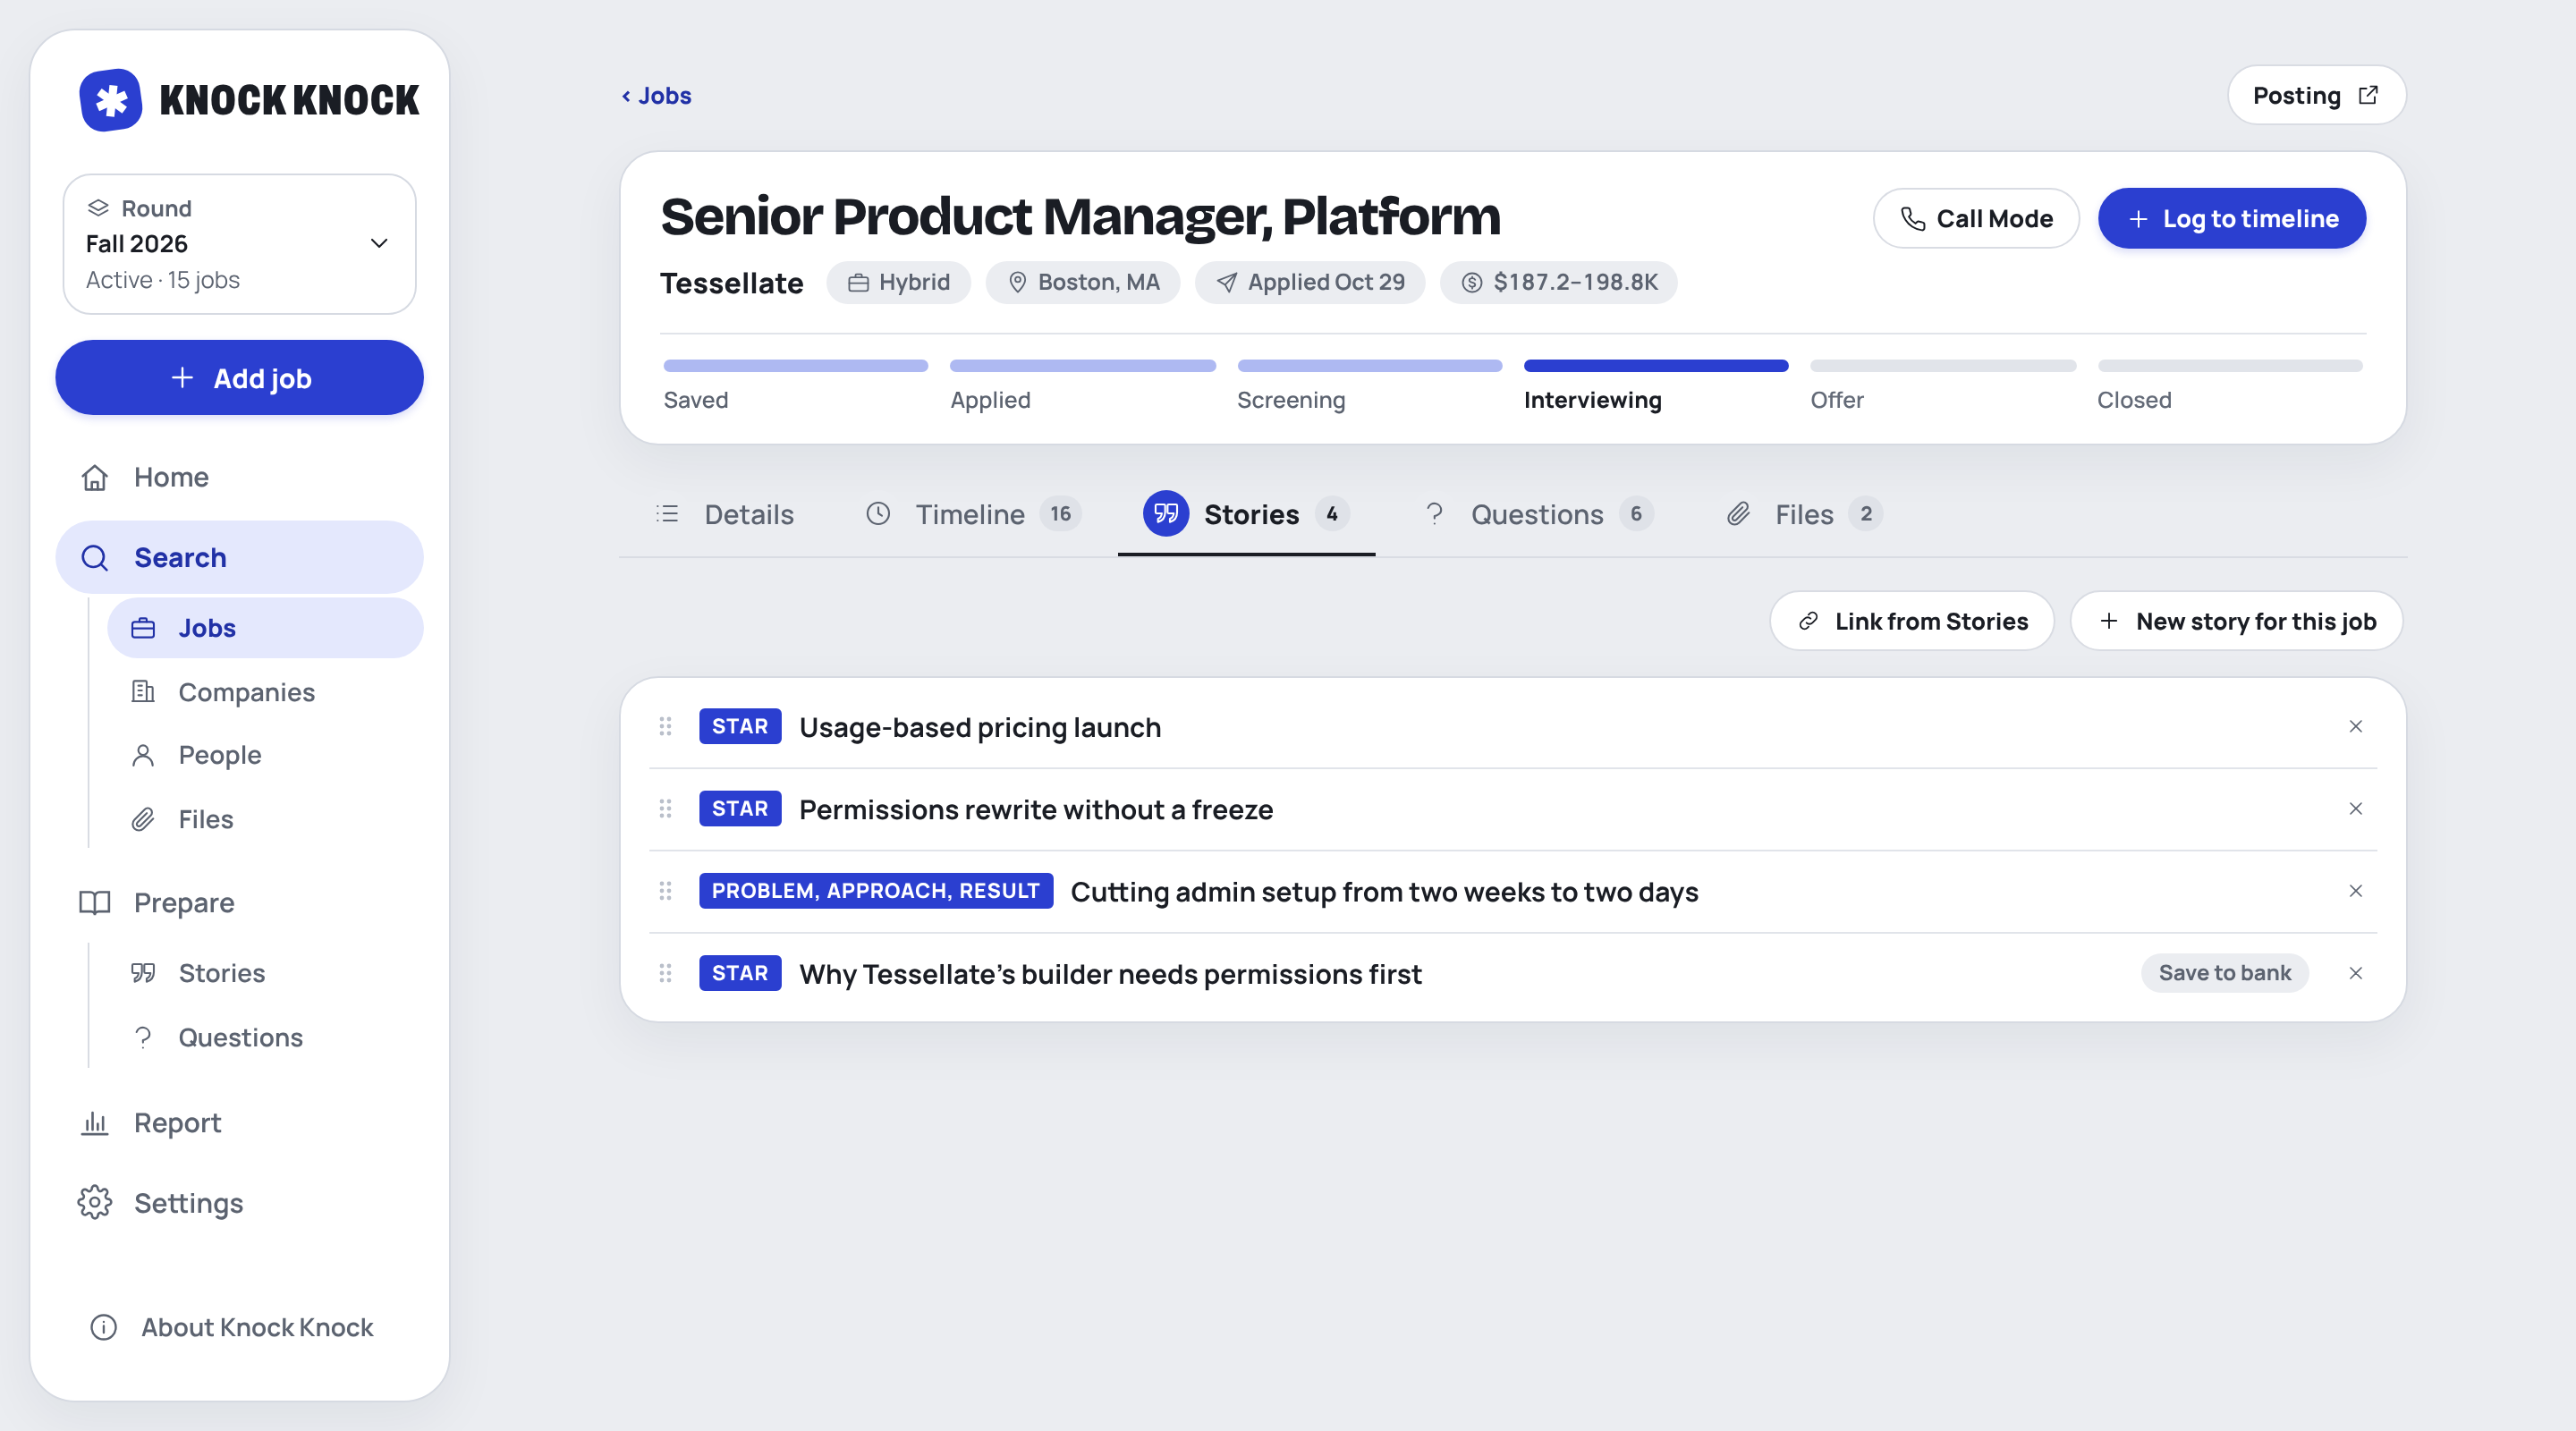 KNOCK KNOCK
Round
Fall 2026
Active · 15 jobs
Add job
Home
Search
Jobs
Companies
People
Files
Prepare
Stories
Questions
Report
Settings
About Knock Knock
‹ Jobs
Posting
Senior Product Manager, Platform
Call Mode
Log to timeline
Tessellate
Hybrid
Boston, MA
Applied Oct 29
$187.2–198.8K
Saved
Applied
Screening
Interviewing
Offer
Closed
Details
Timeline 16
Stories 4
Questions 6
Files 2
Link from Stories
New story for this job
STAR Usage-based pricing launch
STAR Permissions rewrite without a freeze
PROBLEM, APPROACH, RESULT Cutting admin setup from two weeks to two days
STAR Why Tessellate’s builder needs permissions first
Save to bank